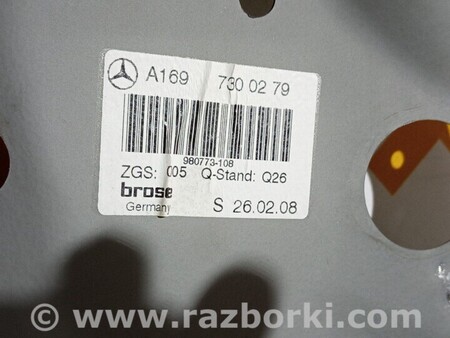 A169 730 02 79
980773-108
ZGS: 005 Q-Stand: Q26
brose
Germany S 26.02.08
© www.razborki.com